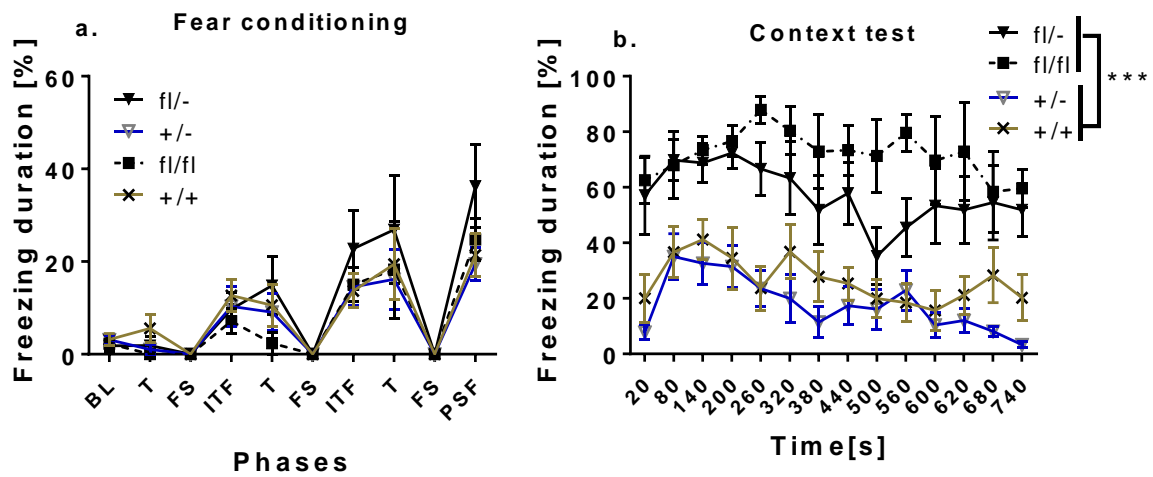 a.
Fear conditioning
Freezing duration [%]
60
40
20
0
fl/-
+/-
fl/fl
+/+
BL
T
FS
ITF
T
FS
ITF
T
FS
PSF
Phases
b.
Context test
Freezing duration [%]
100
80
60
40
20
0
fl/-
fl/fl
+/-
+/+
***
20
80
140
200
260
320
380
440
500
560
600
620
680
740
Time[s]